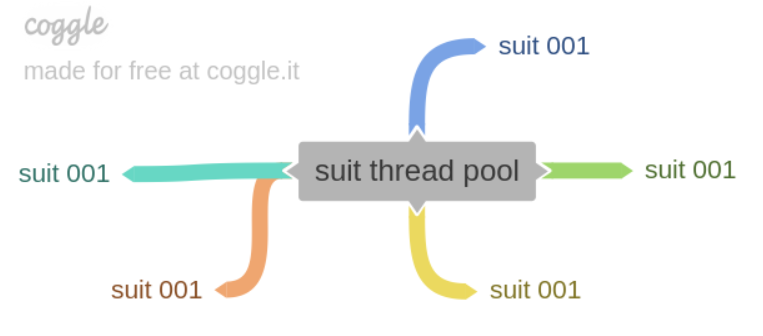 coggle
made for free at coggle.it
suit 001
suit 001
suit thread pool
suit 001
suit 001
suit 001